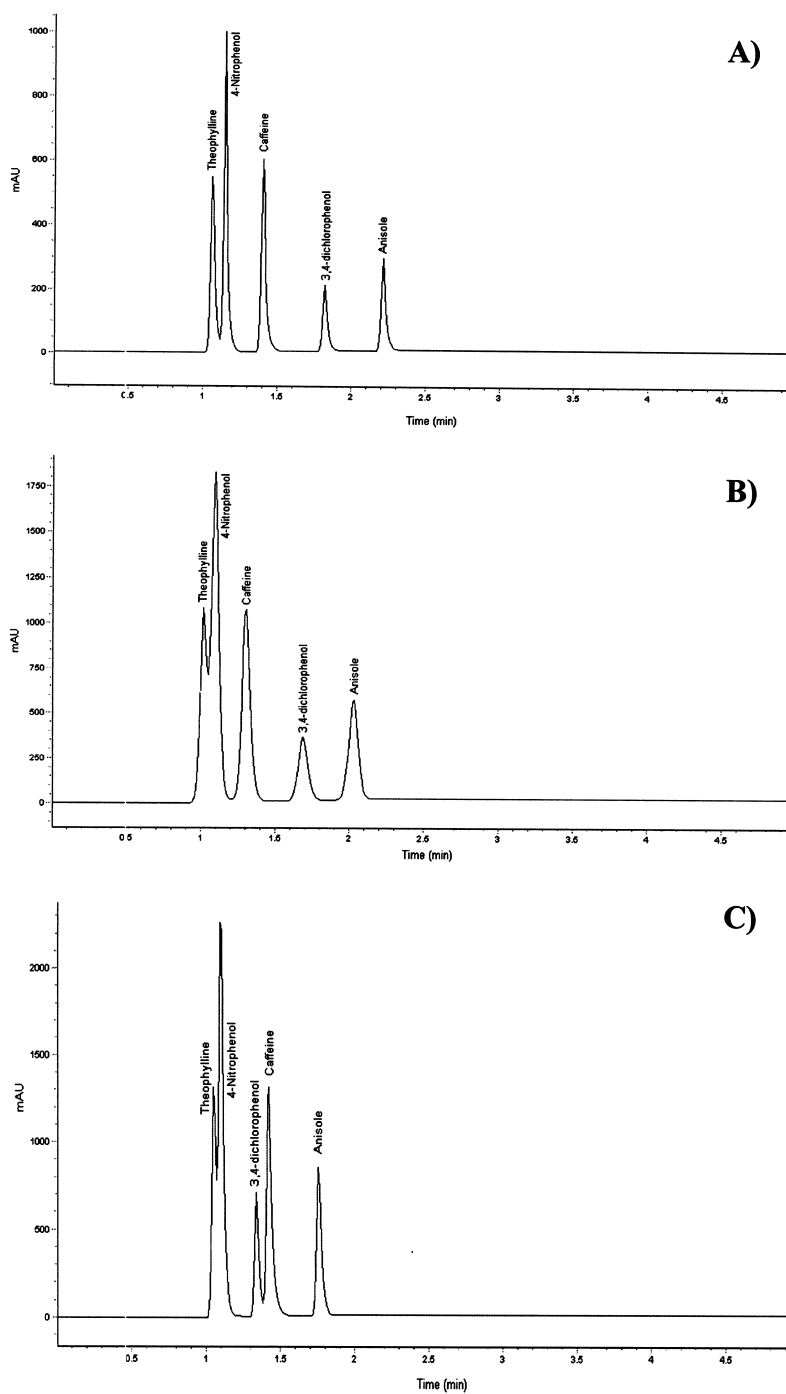 A)
1000
800
600
400
200
0
mAU
Theophylline
4-Nitrophenol
Caffeine
3,4-dichlorophenol
Anisole
0.5
1
1.5
2
2.5
3
3.5
4
4.5
Time (min)
B)
1750
1500
1250
1000
750
500
250
0
mAU
Theophylline
4-Nitrophenol
Caffeine
3,4-dichlorophenol
Anisole
0.5
1
1.5
2
2.5
3
3.5
4
4.5
Time (min)
C)
2000
1500
1000
500
0
mAU
Theophylline
4-Nitrophenol
3,4-dichlorophenol
Caffeine
Anisole
0.5
1
1.5
2
2.5
3
3.5
4
4.5
Time (min)